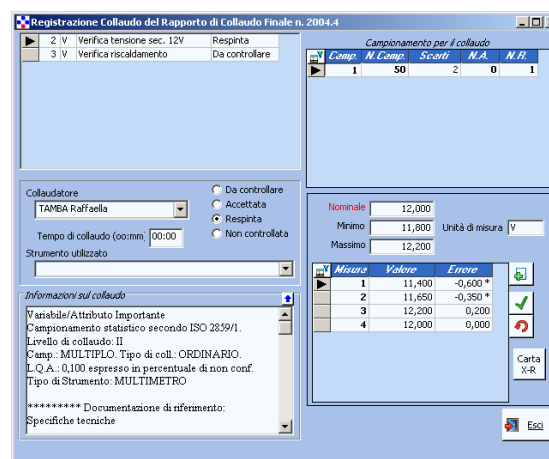 Registrazione Collaudo del Rapporto di Collaudo Finale n. 2004.4
2 V Verifica tensione sec. 12V Respinta
3 V Verifica riscaldamento Da controllare
Campionamento per il collaudo
Camp. N.Camp. Scarti N.A. N.R.
1 50 2 0 1
Collaudatore
TAMBA Raffaella
Tempo di collaudo (oo:mm) 00:00
Strumento utilizzato
Da controllare
Accettata
Respinta
Non controllata
Nominale 12,000
Minimo 11,800 Unità di misura V
Massimo 12,200
Misura Valore Errore
1 11,400 -0,600 *
2 11,650 -0,350 *
3 12,200 0,200
4 12,000 0,000
Carta
X-R
Informazioni sul collaudo
Variabile/Attributo Importante
Campionamento statistico secondo ISO 2859/1.
Livello di collaudo: II
Camp.: MULTIPLO. Tipo di coll.: ORDINARIO.
L.Q.A.: 0,100 espresso in percentuale di non conf.
Tipo di Strumento: MULTIMETRO
********* Documentazione di riferimento:
Specifiche tecniche
Esci